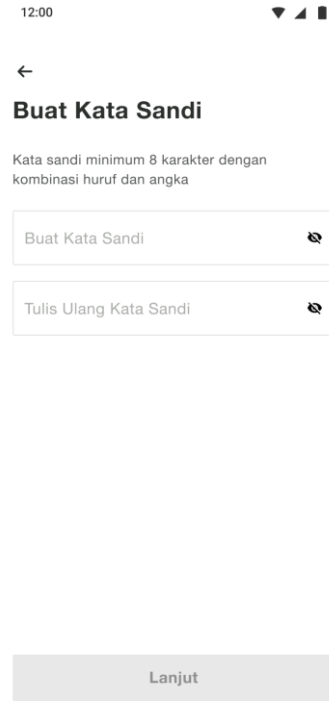 12:00
Buat Kata Sandi
Kata sandi minimum 8 karakter dengan
kombinasi huruf dan angka
Buat Kata Sandi
Tulis Ulang Kata Sandi
Lanjut